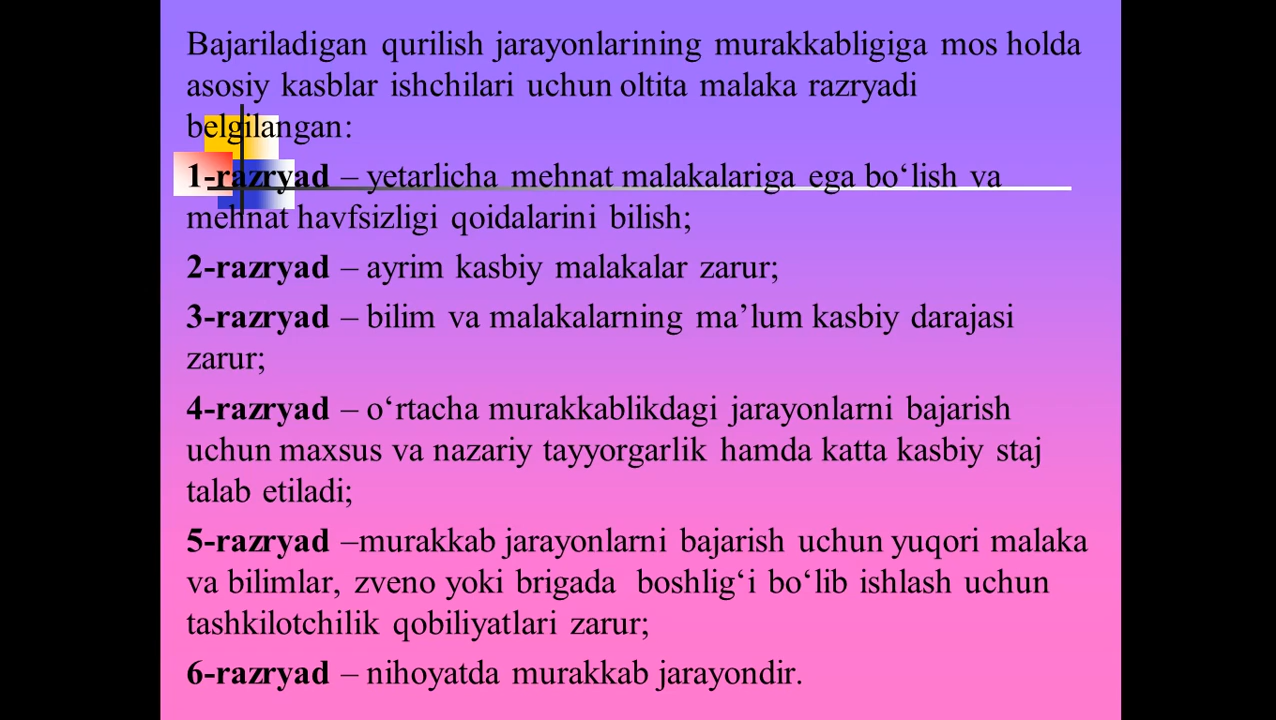 Bajariladigan qurilish jarayonlarining murakkabligiga mos holda
asosiy kasblar ishchilari uchun oltita malaka razryadi
belgilangan:
1-razryad – yetarlicha mehnat malakalariga ega bo‘lish va
mehnat havfsizligi qoidalarini bilish;
2-razryad – ayrim kasbiy malakalar zarur;
3-razryad – bilim va malakalarning ma’lum kasbiy darajasi
zarur;
4-razryad – o‘rtacha murakkablikdagi jarayonlarni bajarish
uchun maxsus va nazariy tayyorgarlik hamda katta kasbiy staj
talab etiladi;
5-razryad –murakkab jarayonlarni bajarish uchun yuqori malaka
va bilimlar, zveno yoki brigada boshlig‘i bo‘lib ishlash uchun
tashkilotchilik qobiliyatlari zarur;
6-razryad – nihoyatda murakkab jarayondir.